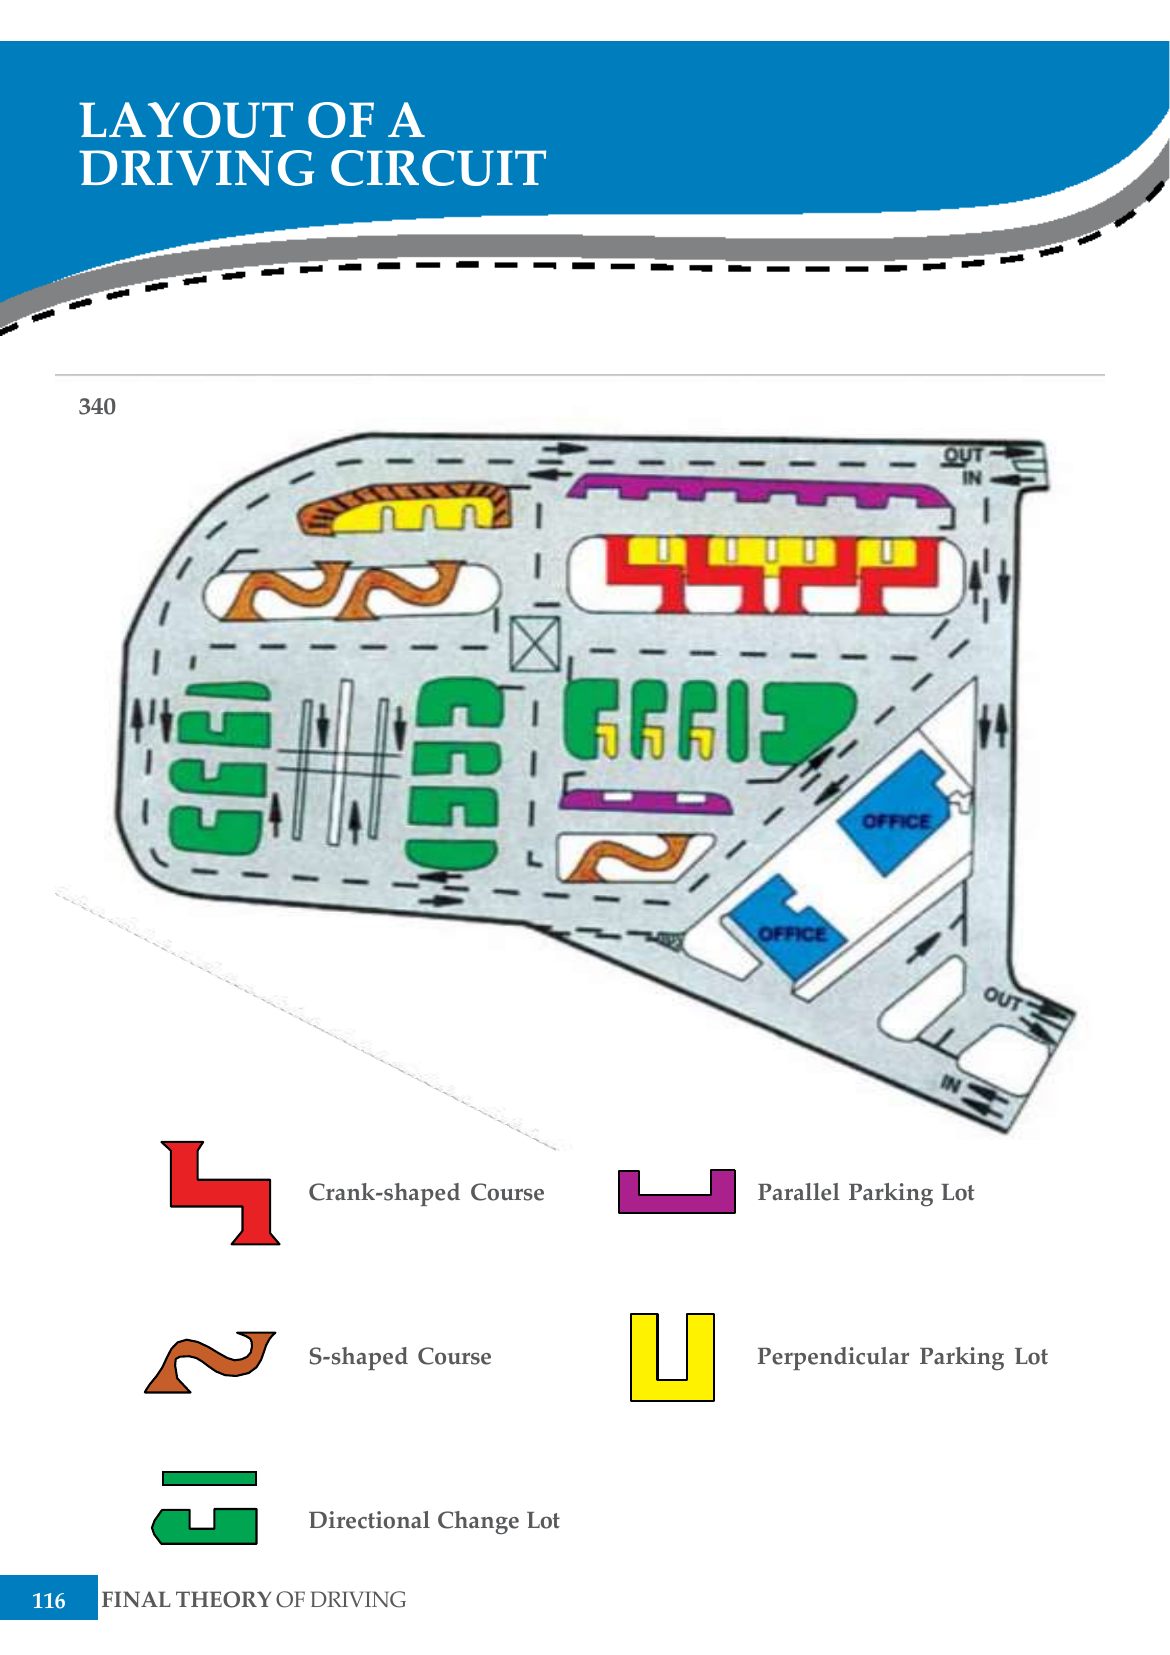 LAYOUT OF A
DRIVING CIRCUIT
340
OUT
IN
OFFICE
OFFICE
OUT
IN
Crank-shaped Course
Parallel Parking Lot
S-shaped Course
Perpendicular Parking Lot
Directional Change Lot
116 FINAL THEORY OF DRIVING